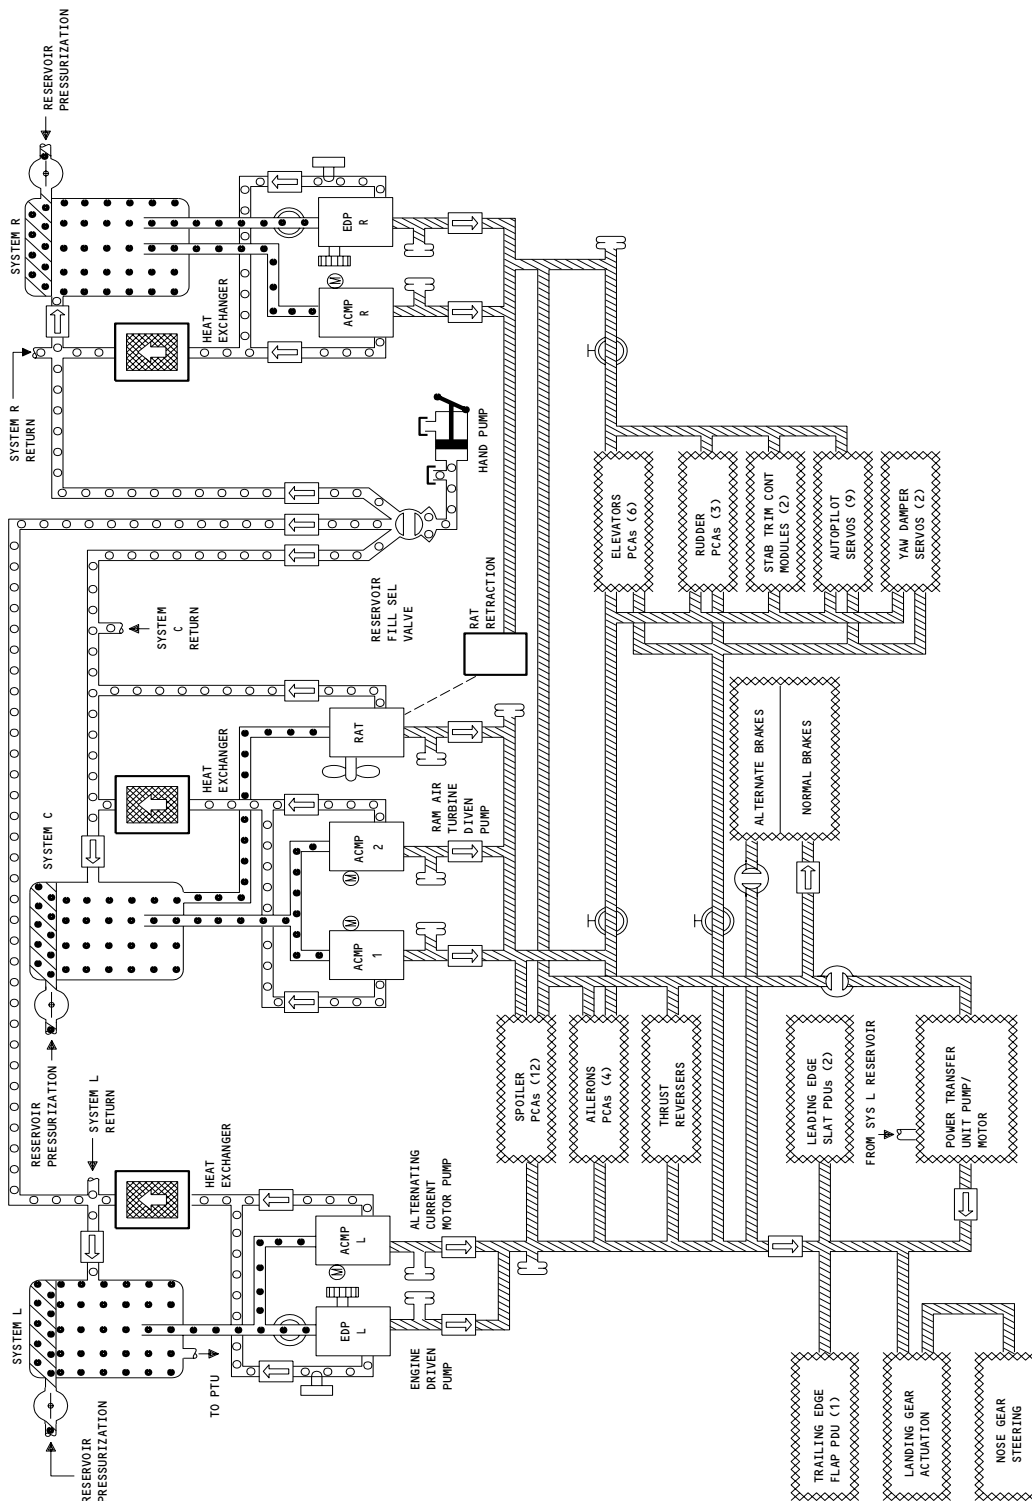 SYSTEM L
RESERVOIR
PRESSURIZATION
TO PTU
SYSTEM L
RETURN
HEAT
EXCHANGER
EDP
L
ACMP
L
M
ENGINE
DRIVEN
PUMP
ALTERNATING
CURRENT
MOTOR PUMP
SYSTEM C
RESERVOIR
PRESSURIZATION
HEAT
EXCHANGER
ACMP
1
M
ACMP
2
M
RAT
RAM AIR
TURBINE
DIVEN
PUMP
SYSTEM
C
RETURN
RESERVOIR
FILL SEL
VALVE
RAT
RETRACTION
HAND PUMP
SYSTEM R
RESERVOIR
PRESSURIZATION
SYSTEM R
RETURN
HEAT
EXCHANGER
ACMP
R
M
EDP
R
SPOILER
PCAs (12)
AILERONS
PCAs (4)
THRUST
REVERSERS
LEADING EDGE
SLAT PDUs (2)
FROM SYS L RESERVOIR
POWER TRANSFER
UNIT PUMP/
MOTOR
ALTERNATE BRAKES
NORMAL BRAKES
ELEVATORS
PCAs (6)
RUDDER
PCAs (3)
STAB TRIM CONT
MODULES (2)
AUTOPILOT
SERVOS (9)
YAW DAMPER
SERVOS (2)
TRAILING EDGE
FLAP PDU (1)
LANDING GEAR
ACTUATION
NOSE GEAR
STEERING